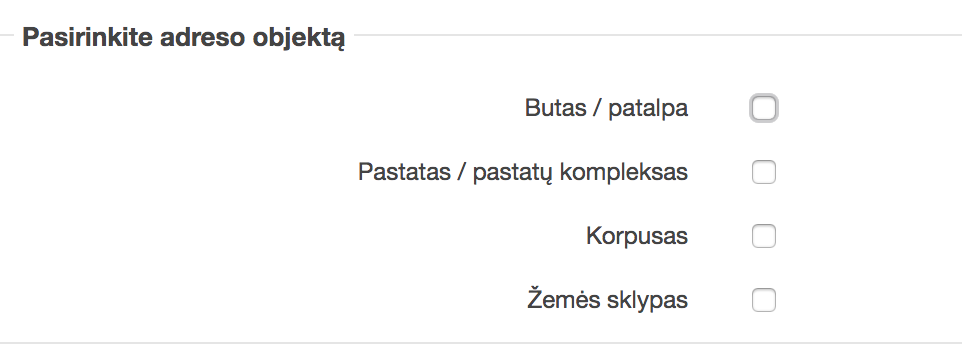 Pasirinkite adreso objektą
Butas / patalpa
Pastatas / pastatų kompleksas
Korpusas
Žemės sklypas